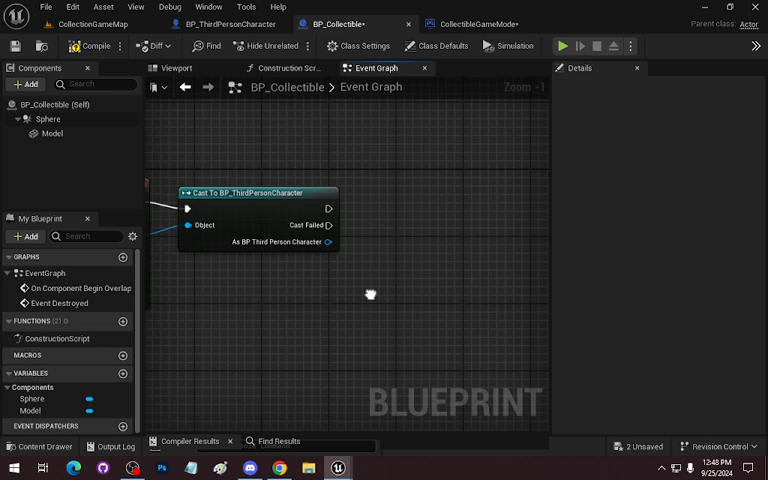 File Edit Asset View Debug Window Tools Help
CollectionGameMap BP_ThirdPersonCharacter BP_Collectible• CollectibleGameMode• Parent class: Actor
Compile Diff Find Hide Unrelated Class Settings Class Defaults Simulation
Components Viewport Construction Scr... Event Graph Details
Add Search
BP_Collectible > Event Graph Zoom -1
BP_Collectible (Self)
Sphere
Model
Cast To BP_ThirdPersonCharacter
Object Cast Failed
As BP Third Person Character
My Blueprint
Add Search
GRAPHS
EventGraph
On Component Begin Overlap
Event Destroyed
FUNCTIONS (21 O
ConstructionScript
MACROS
VARIABLES
Components
Sphere
Model
EVENT DISPATCHERS
BLUEPRINT
Content Drawer Output Log Compiler Results Find Results 2 Unsaved Revision Control
12:48 PM
9/25/2024